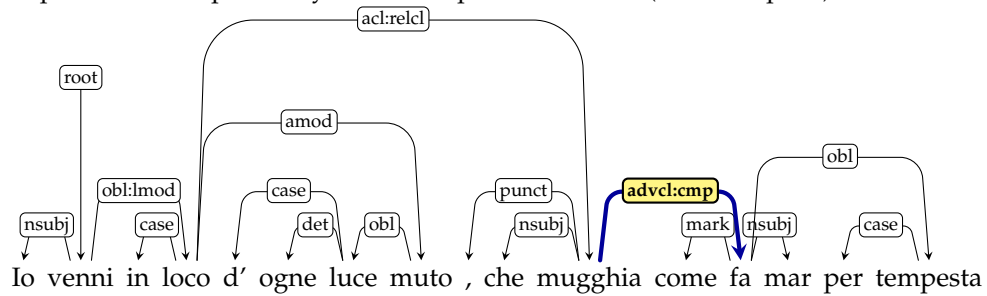 acl:relcl
root
amod
obl
obl:lmod case punct advcl:cmp
nsubj case det obl nsubj mark nsubj case
Io venni in loco d’ ogne luce muto , che mugghia come fa mar per tempesta